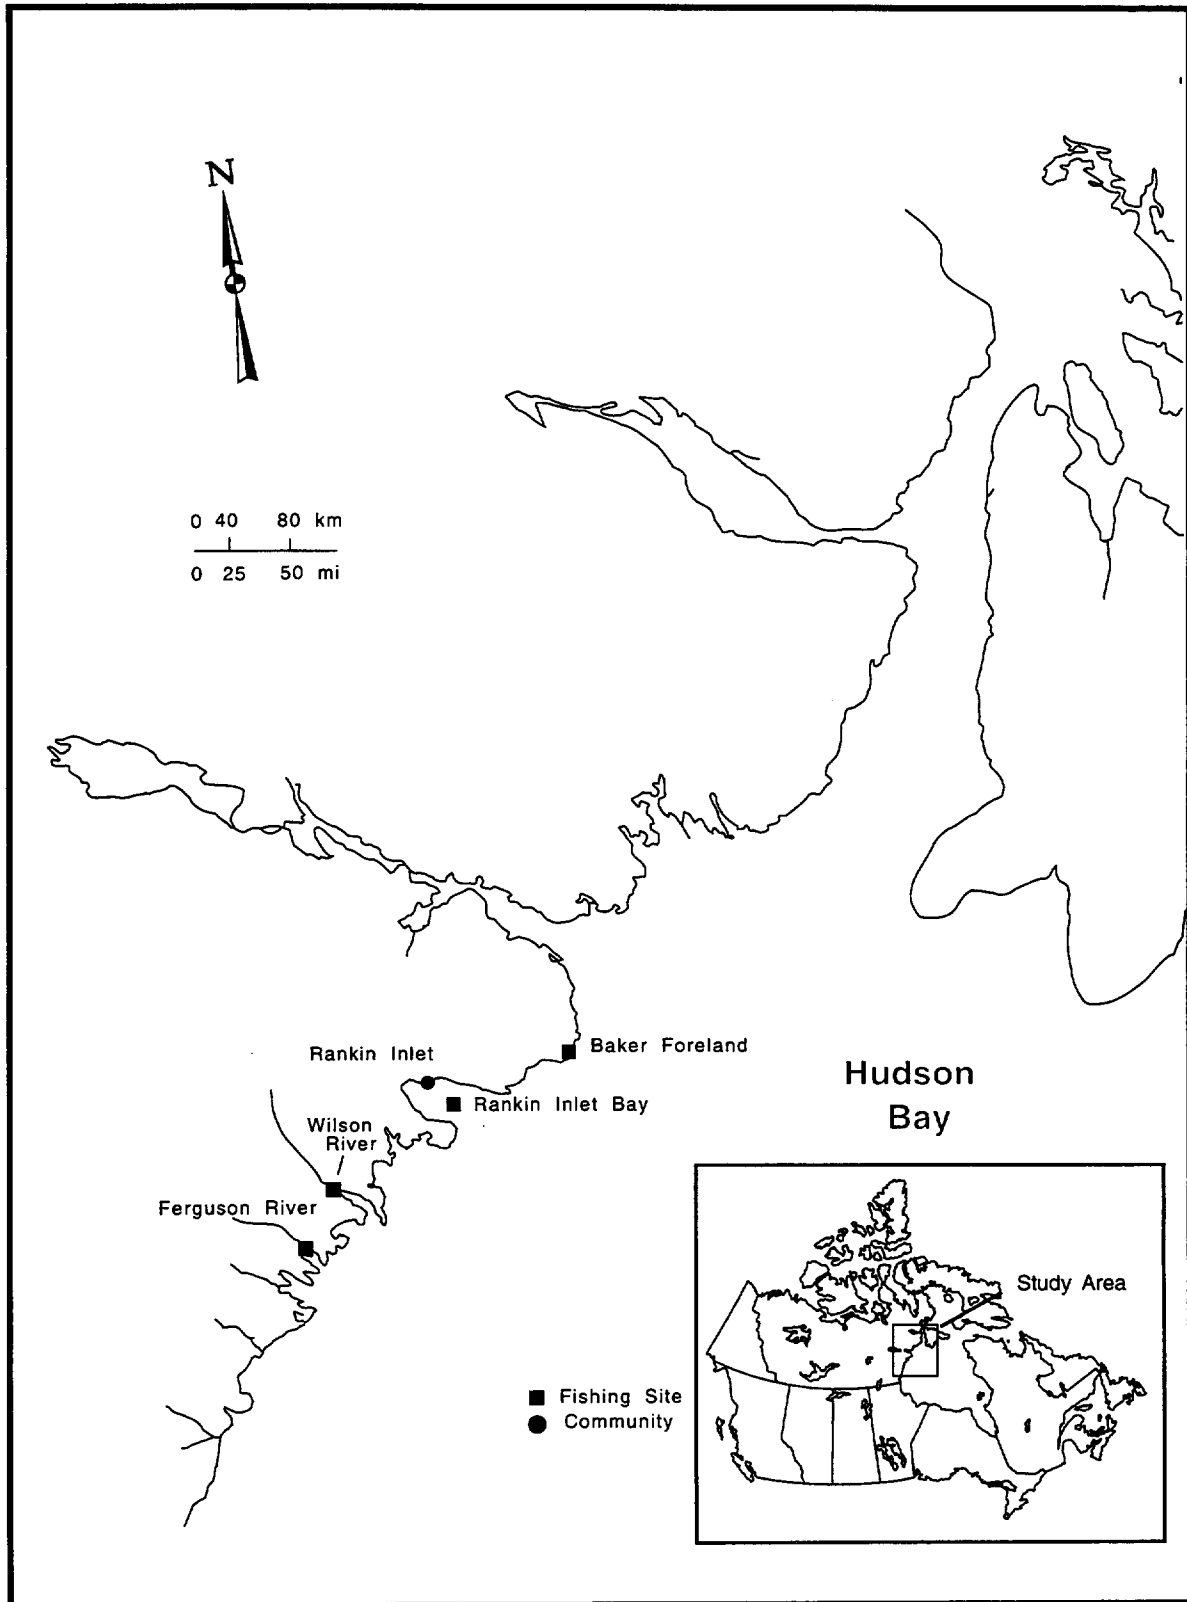 N
0 40 80 km
0 25 50 mi
Rankin Inlet
Baker Foreland
Rankin Inlet Bay
Hudson
Bay
Wilson
River
Ferguson River
Study Area
Fishing Site
Community